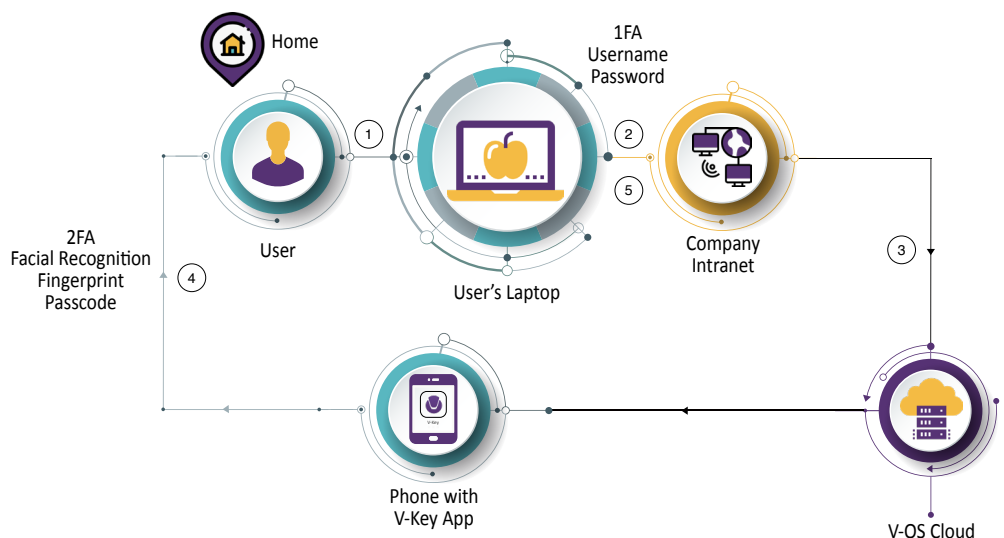 Home
1FA
Username
Password
1
2
5
User
User's Laptop
Company
Intranet
3
2FA
Facial Recognition
Fingerprint
Passcode
4
V-Key
Phone with
V-Key App
V-OS Cloud